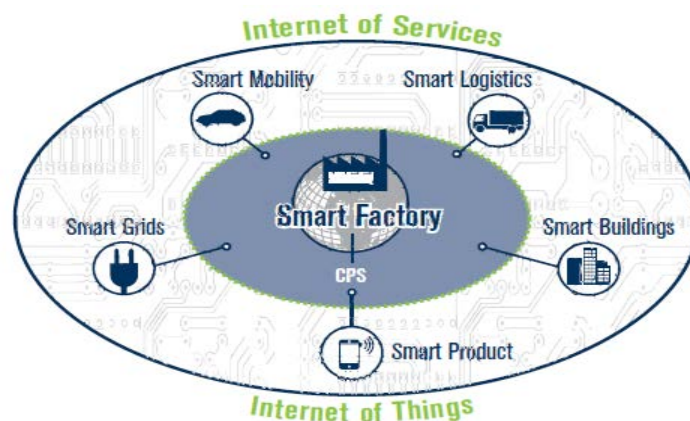 Internet of Services
Smart Mobility
Smart Logistics
Smart Factory
Smart Grids
Smart Buildings
CPS
Smart Product
Internet of Things